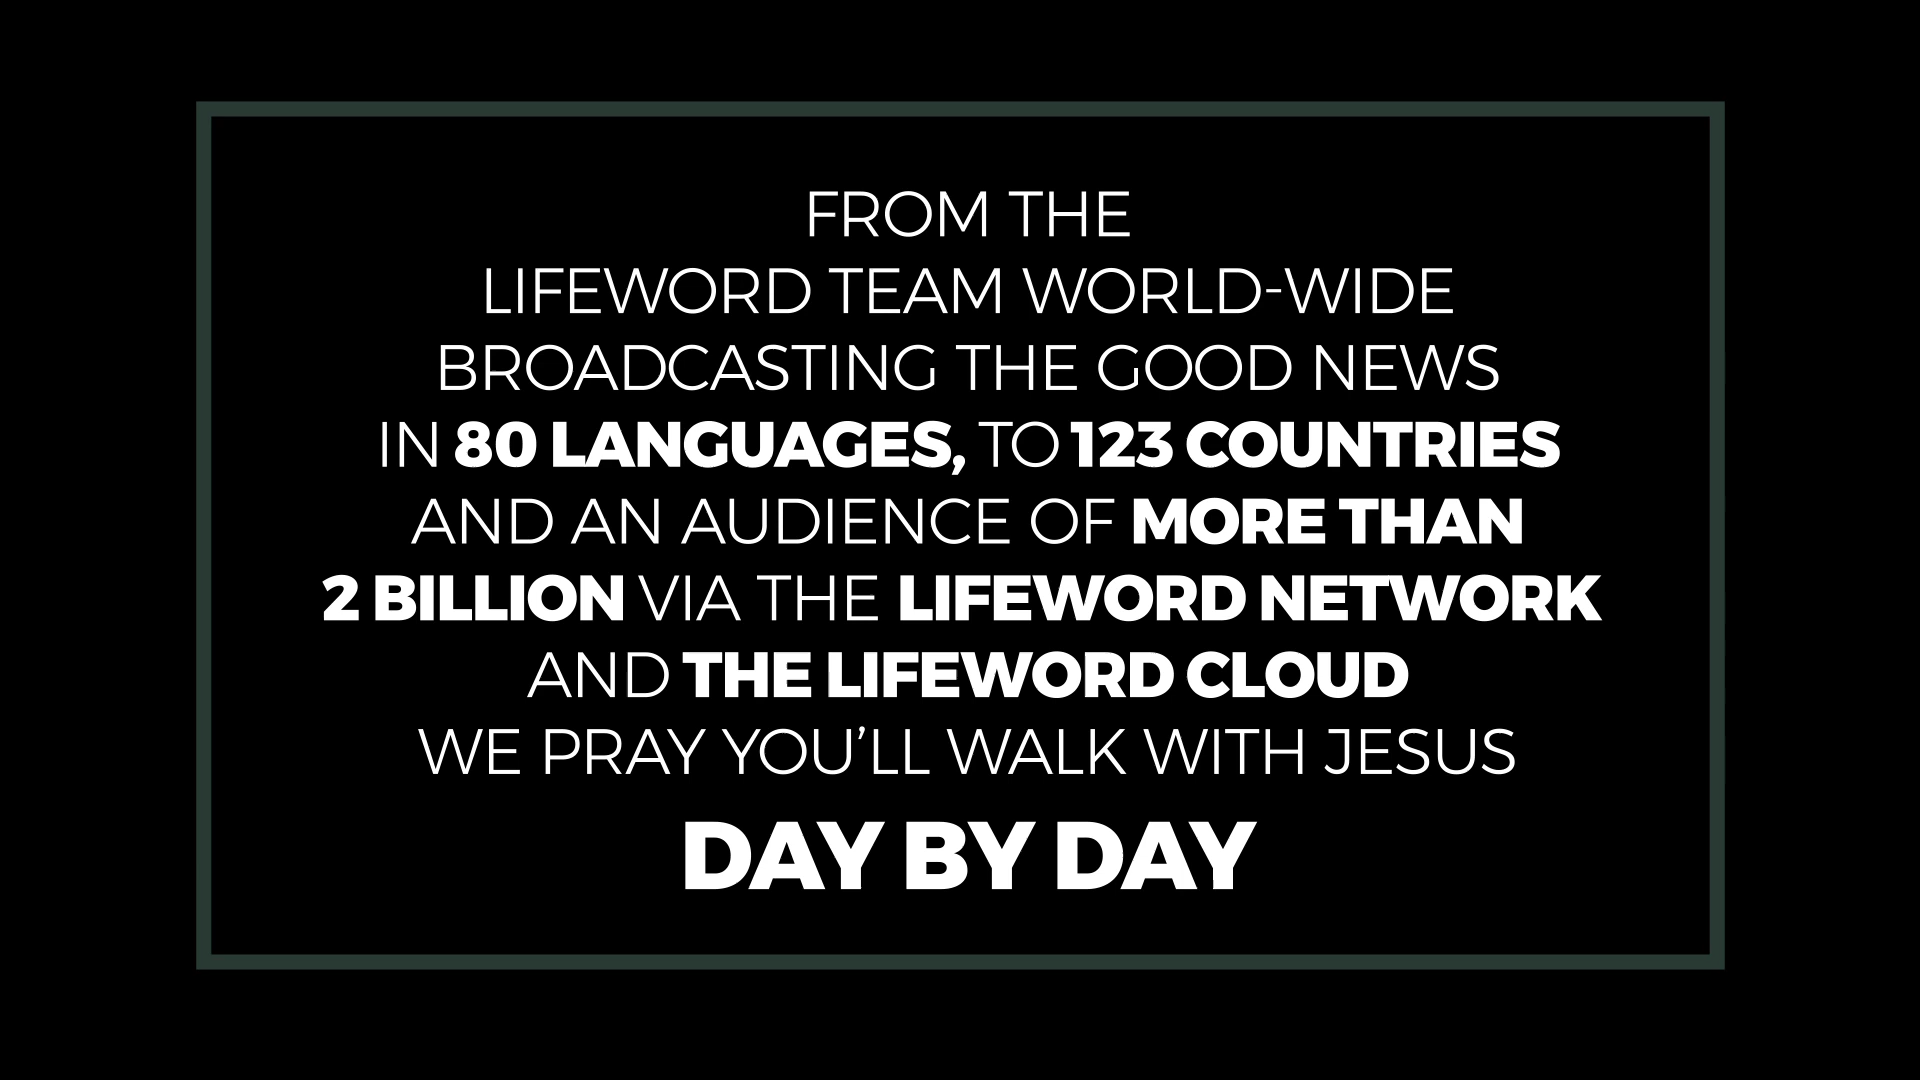 FROM THE
LIFEWORD TEAM WORLD-WIDE
BROADCASTING THE GOOD NEWS
IN 80 LANGUAGES, TO 123 COUNTRIES
AND AN AUDIENCE OF MORE THAN
2 BILLION VIA THE LIFEWORD NETWORK
AND THE LIFEWORD CLOUD
WE PRAY YOU’LL WALK WITH JESUS
DAY BY DAY